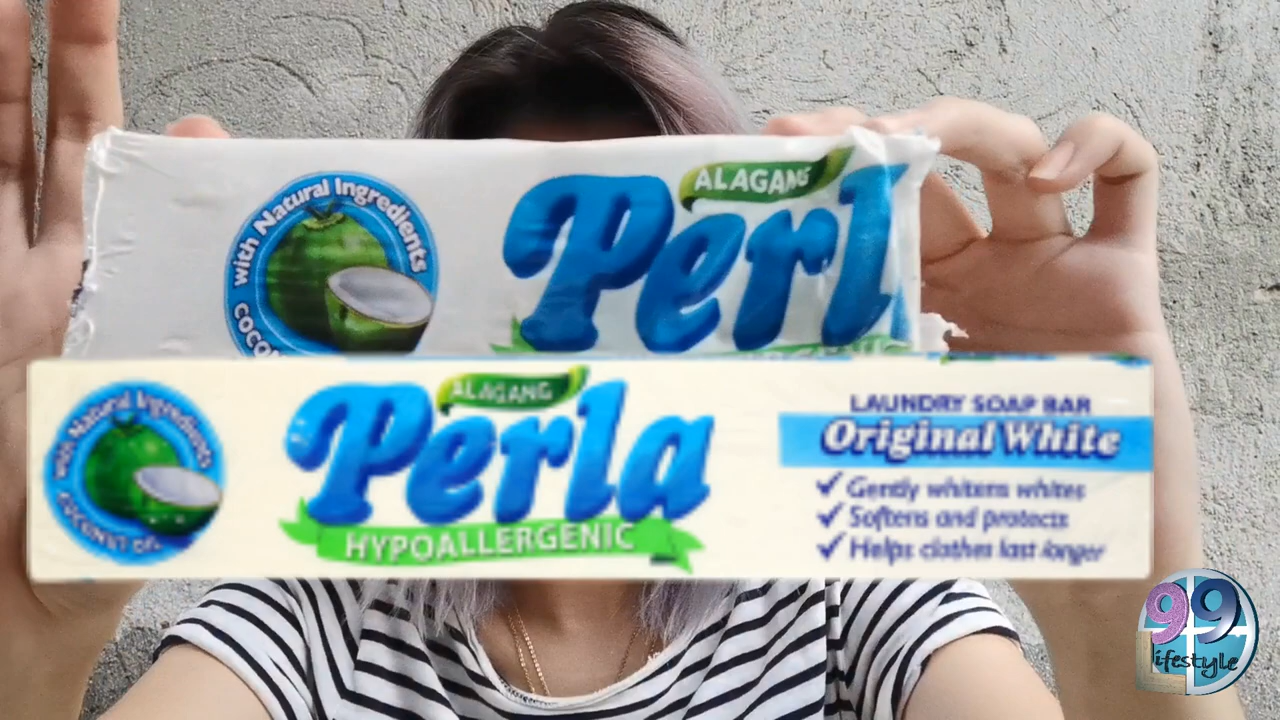 with Natural Ingredients
ALAGANG
Perl
with Natural Ingredients
COCONUT OIL
ALAGANG
Perla
HYPOALLERGENIC
LAUNDRY SOAP BAR
Original White
✓ Gently whitens whites
✓ Softens and protects
✓ Helps clothes last longer
99
Lifestyle